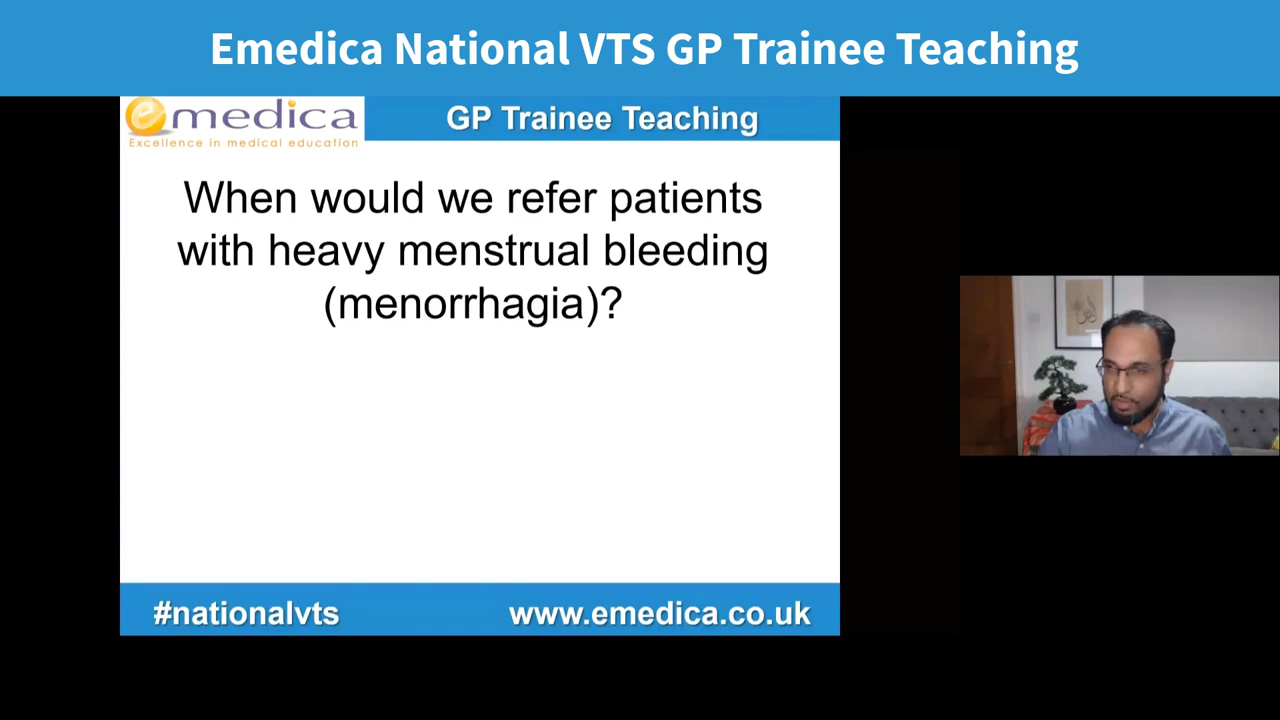 Emedica National VTS GP Trainee Teaching
emedica
Excellence in medical education
GP Trainee Teaching
When would we refer patients
with heavy menstrual bleeding
(menorrhagia)?
#nationalvts
www.emedica.co.uk